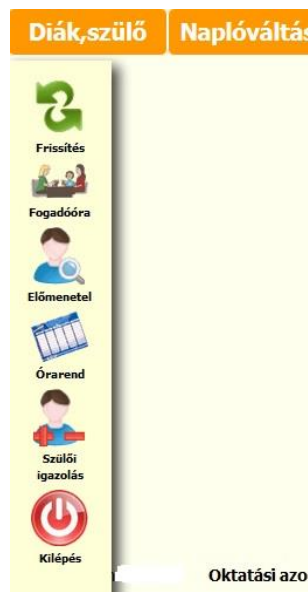 Diák,szülő
Naplóváltás
Frissítés
Fogadóóra
Előmenetel
Órarend
Szülői
igazolás
Kilépés
Oktatási azo